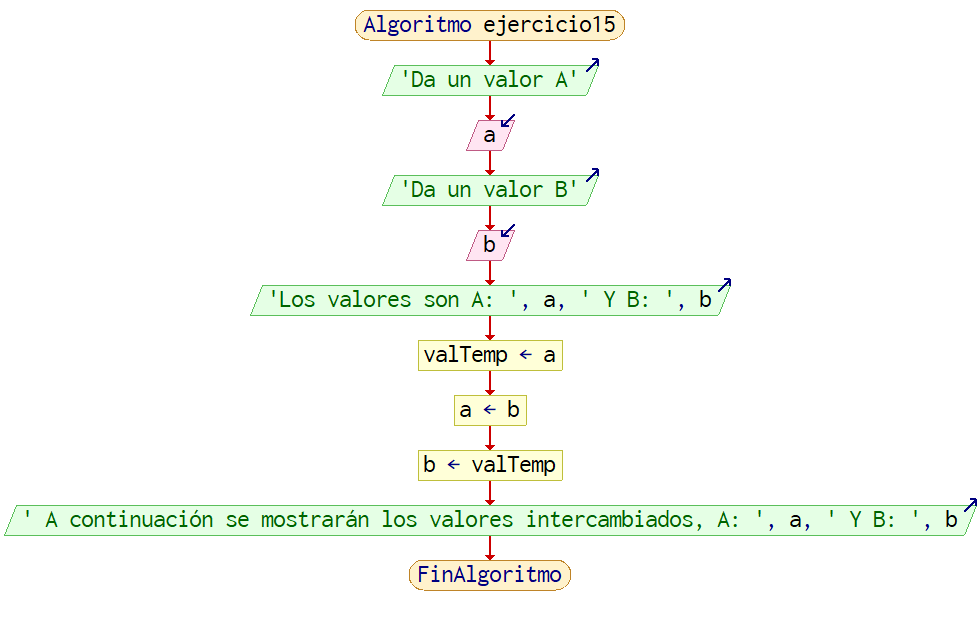 Algoritmo ejercicio15
'Da un valor A'
a
'Da un valor B'
b
'Los valores son A: ', a, ' Y B: ', b
valTemp ← a
a ← b
b ← valTemp
' A continuación se mostrarán los valores intercambiados, A: ', a, ' Y B: ', b
FinAlgoritmo